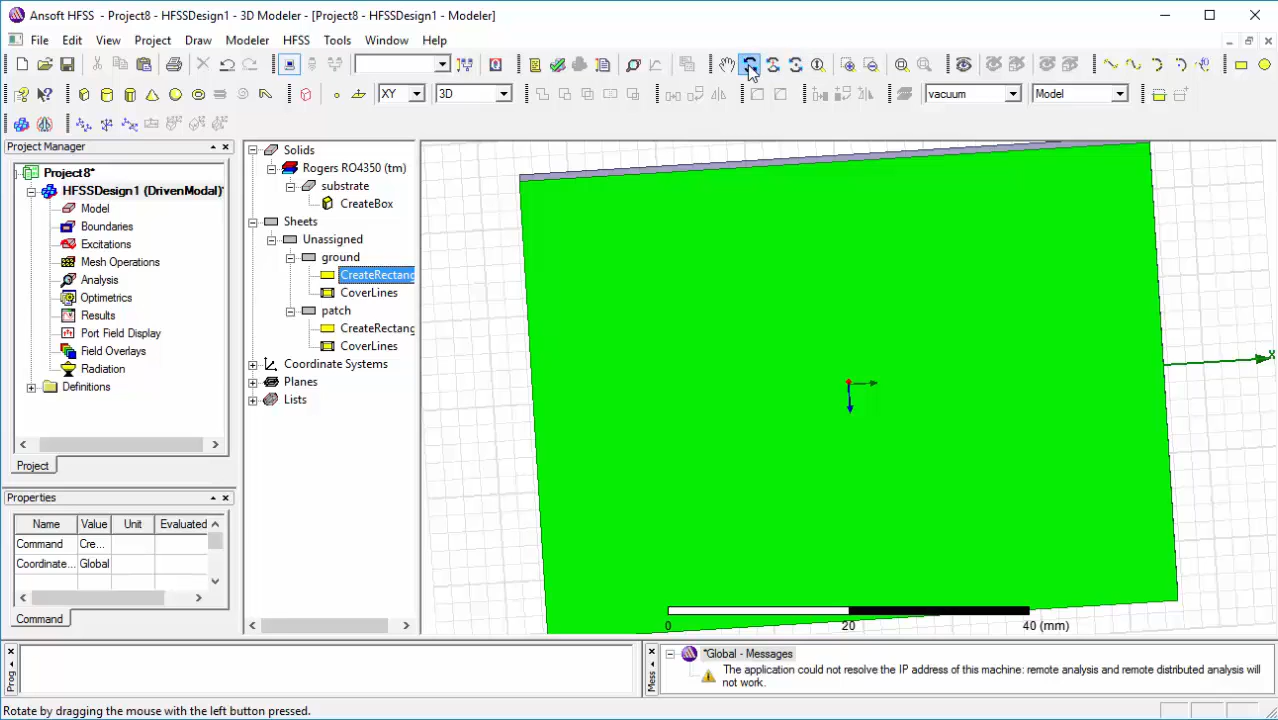 Ansoft HFSS - Project8 - HFSSDesign1 - 3D Modeler - [Project8 - HFSSDesign1 - Modeler]
File Edit View Project Draw Modeler HFSS Tools Window Help
XY 3D vacuum Model
Project Manager
Project8*
HFSSDesign1 (DrivenModal)*
Model
Boundaries
Excitations
Mesh Operations
Analysis
Optimetrics
Results
Port Field Display
Field Overlays
Radiation
Definitions
Project
Properties
Name Value Unit Evaluated
Command Cre...
Coordinate... Global
Command
Solids
Rogers RO4350 (tm)
substrate
CreateBox
Sheets
Unassigned
ground
CreateRectang
CoverLines
patch
CreateRectang
CoverLines
Coordinate Systems
Planes
Lists
X
0 20 40 (mm)
Prog
Mess
*Global - Messages
The application could not resolve the IP address of this machine: remote analysis and remote distributed analysis will
not work.
Rotate by dragging the mouse with the left button pressed.